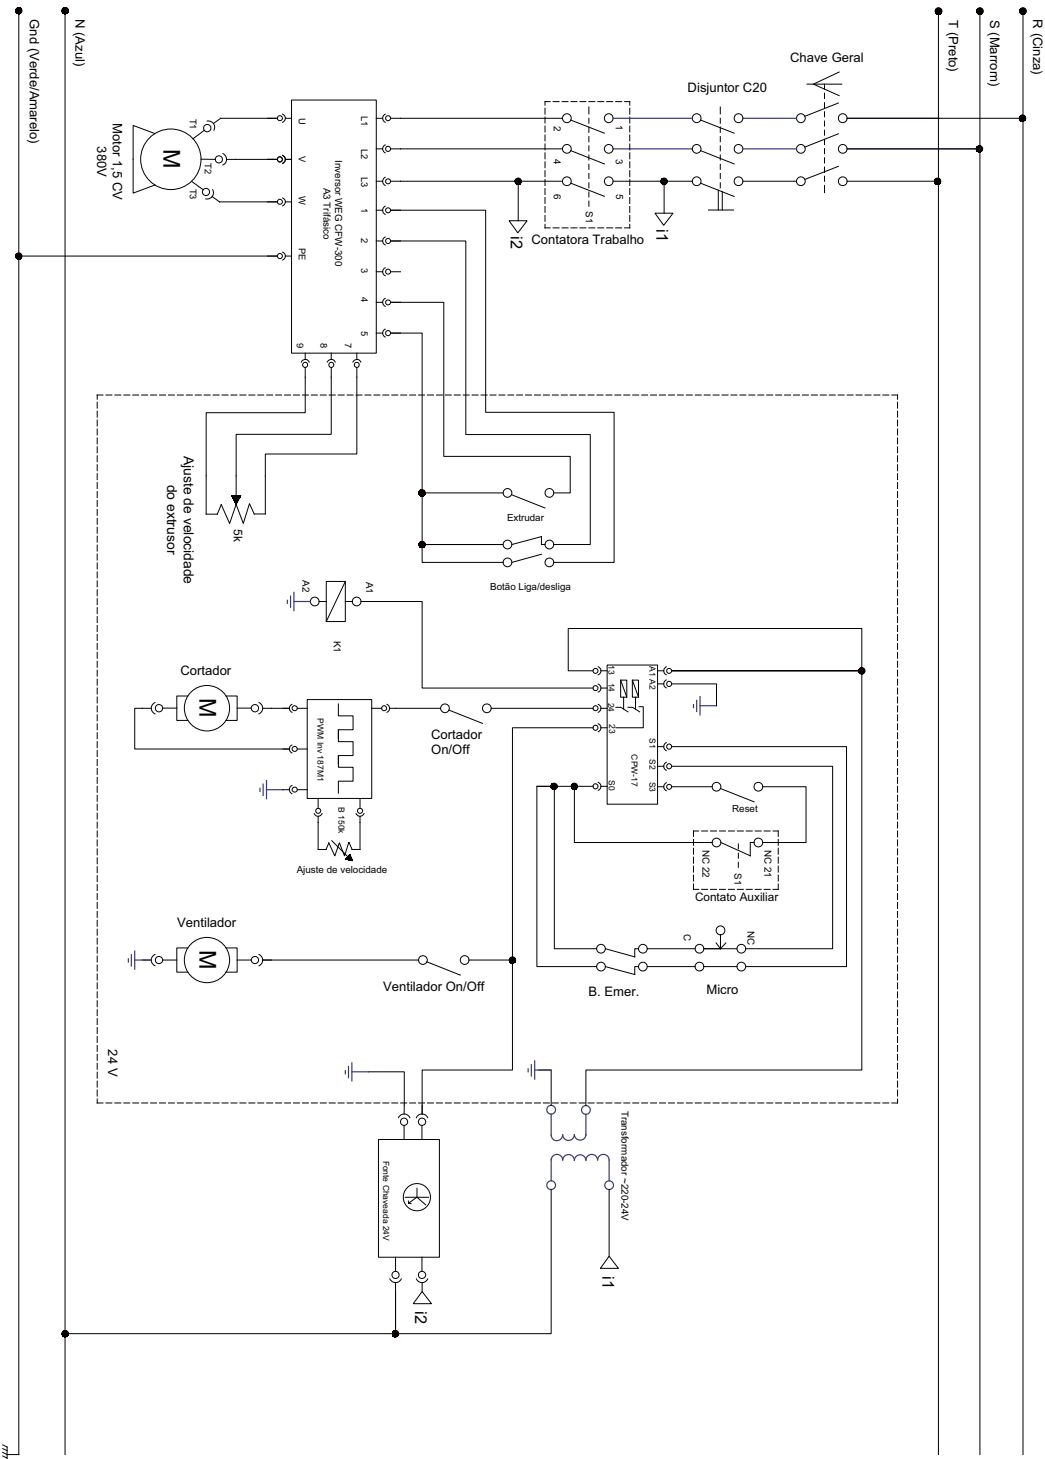 Gnd (Verde/Amarelo)
N (Azul)
T (Preto)
S (Marrom)
R (Cinza)
Chave Geral
Disjuntor C20
Contatora Trabalho
1
2
3
4
5
6
S1
i1
i2
Motor 1,5 CV
380V
M
T1
T2
T3
U
V
W
PE
Inversor WEG CFW-300
A3 Trifásico
L1
L2
L3
1
2
3
4
5
7
8
9
Ajuste de velocidade
do extrusor
5k
Extrudar
Botão Liga/desliga
A2
A1
K1
Cortador
M
PWM Inv 187M1
B 150k
Ajuste de velocidade
Cortador
On/Off
13
14
24
23
S0
A1
A2
S1
S2
S3
CPW-17
Reset
NC 22
NC 21
S1
Contato Auxiliar
C
NC
B. Emer.
Micro
Ventilador
M
Ventilador On/Off
24 V
Fonte Chaveada 24V
Transformador ~220-24V
i1
i2